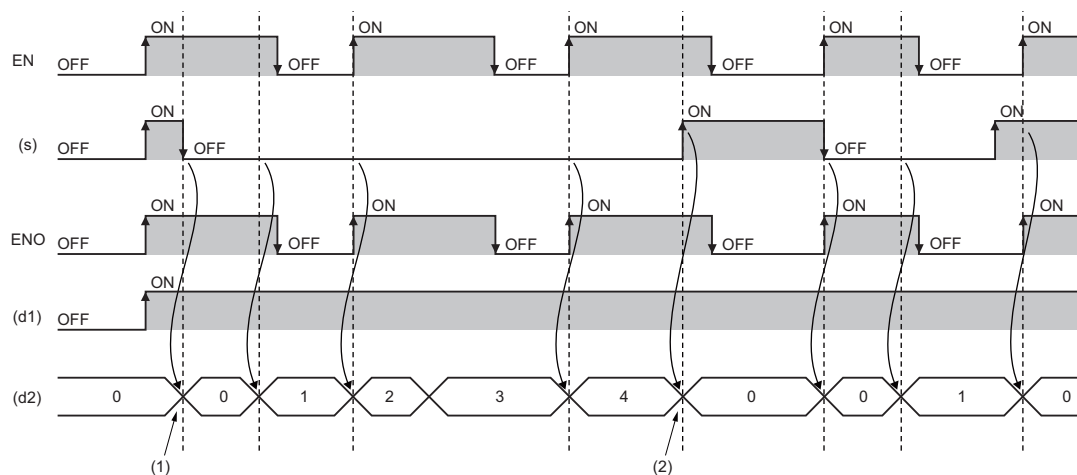 ON ON ON ON ON
EN OFF OFF OFF OFF OFF
ON ON ON
(s) OFF OFF OFF
ON ON ON ON ON
ENO OFF OFF OFF OFF OFF
ON
(d1) OFF
(d2) 0 0 1 2 3 4 0 0 1 0
(1) (2)